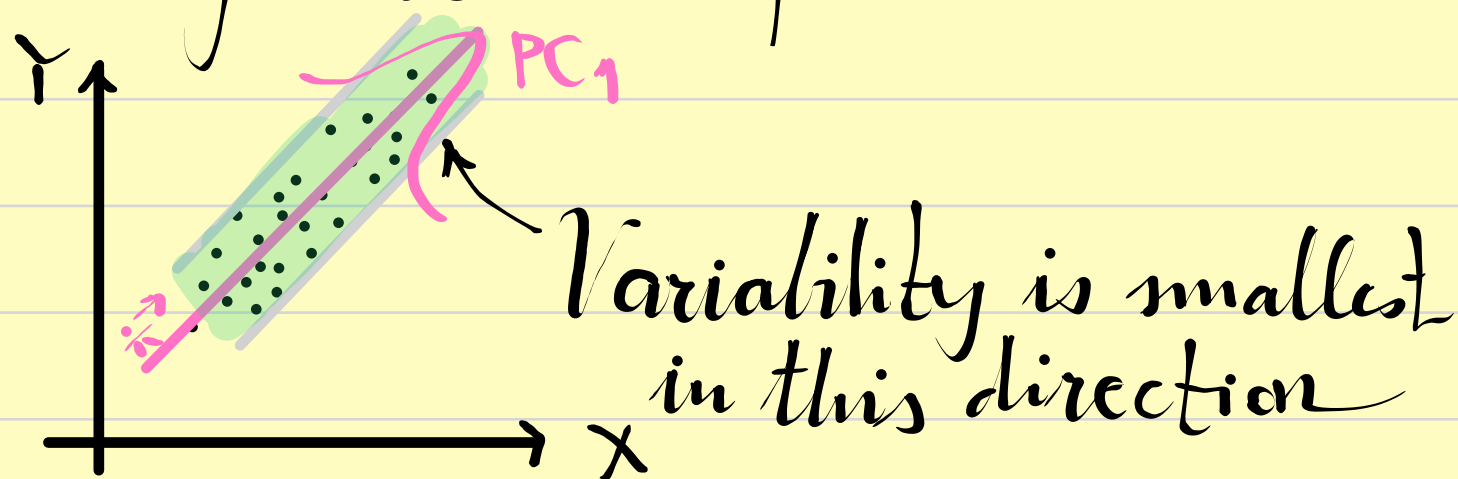 Y
PC1
Variability is smallest
in this direction
X